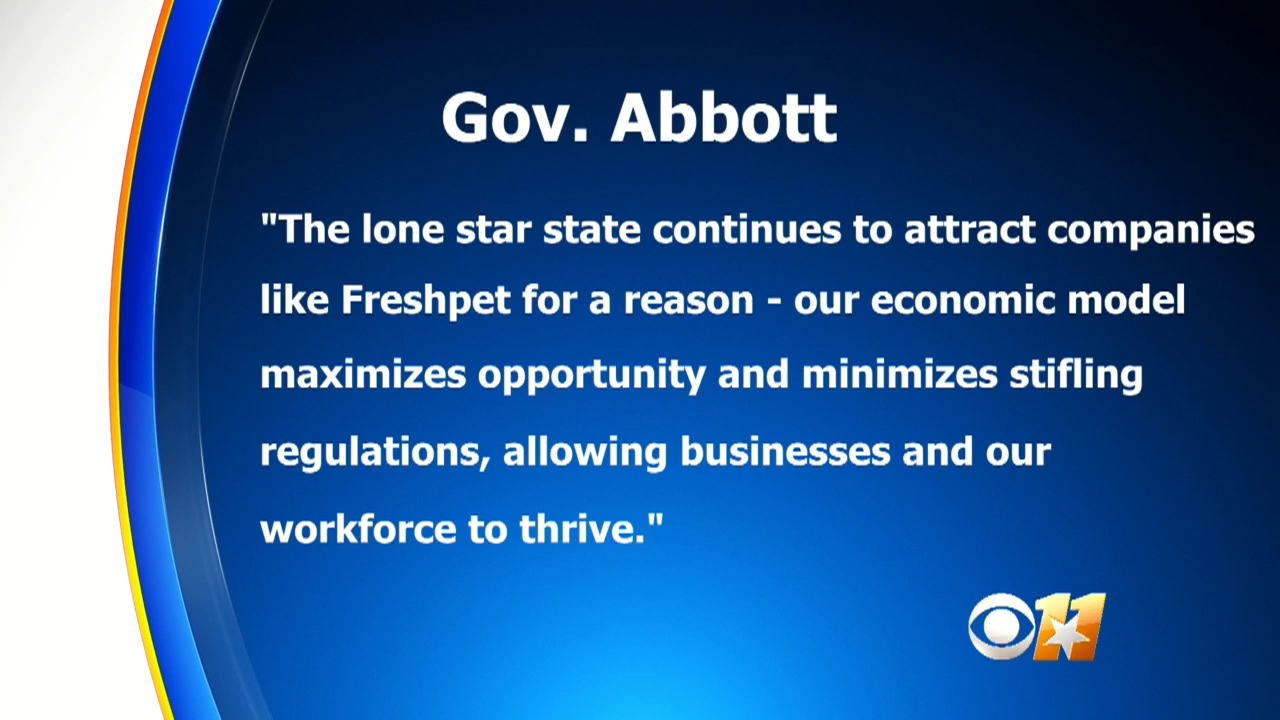 Gov. Abbott
"The lone star state continues to attract companies
like Freshpet for a reason - our economic model
maximizes opportunity and minimizes stifling
regulations, allowing businesses and our
workforce to thrive."
11